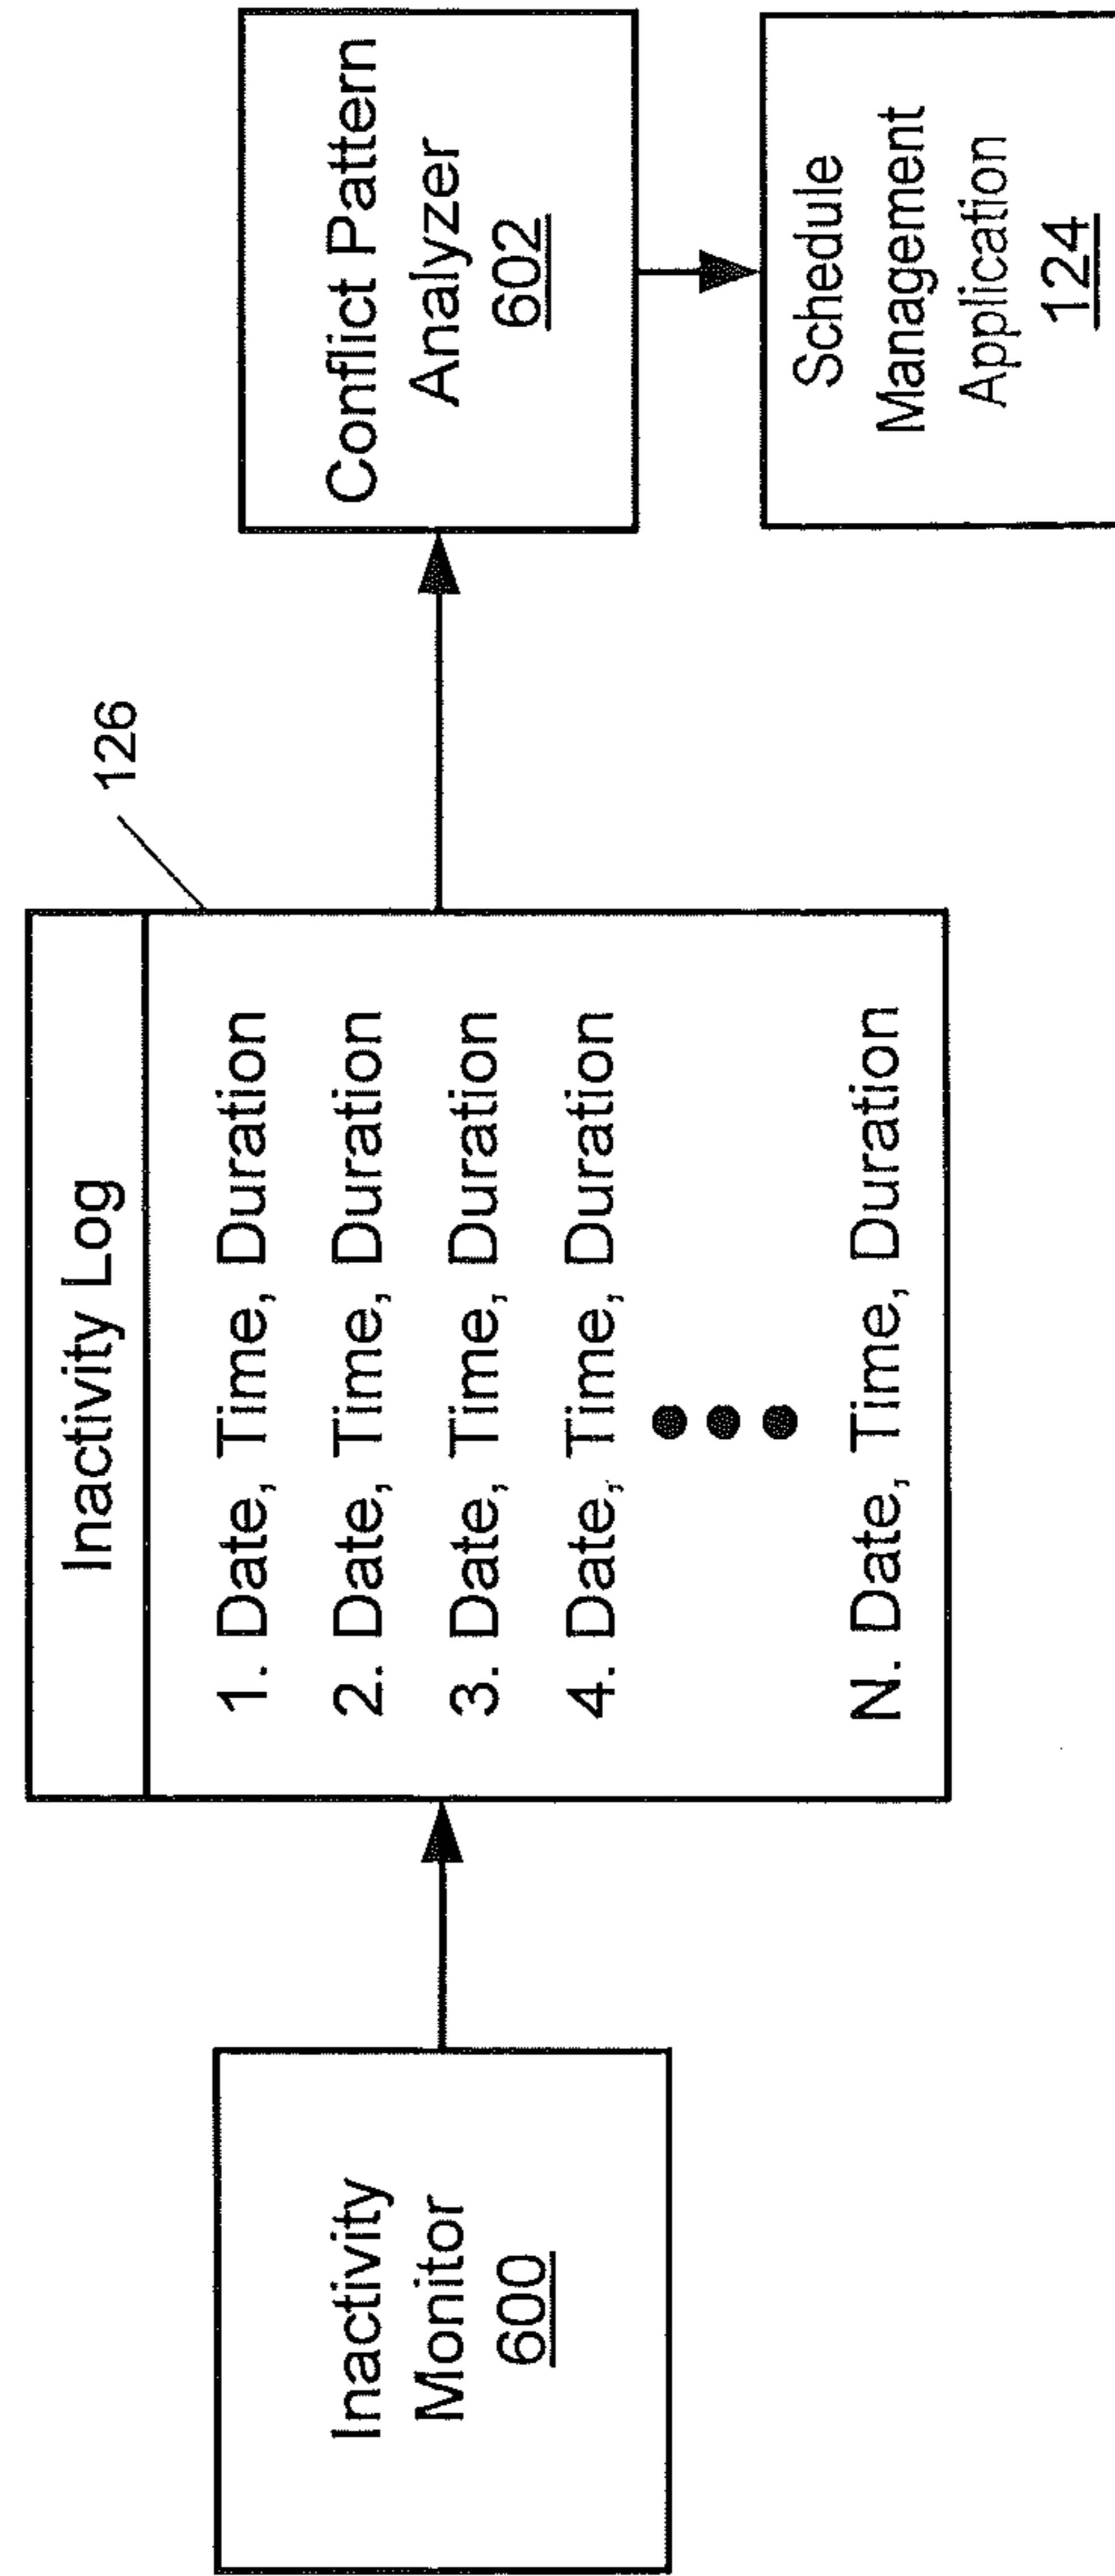 Inactivity
Monitor
600
Inactivity Log
126
1. Date, Time, Duration
2. Date, Time, Duration
3. Date, Time, Duration
4. Date, Time, Duration
N. Date, Time, Duration
Conflict Pattern
Analyzer
602
Schedule
Management
Application
124